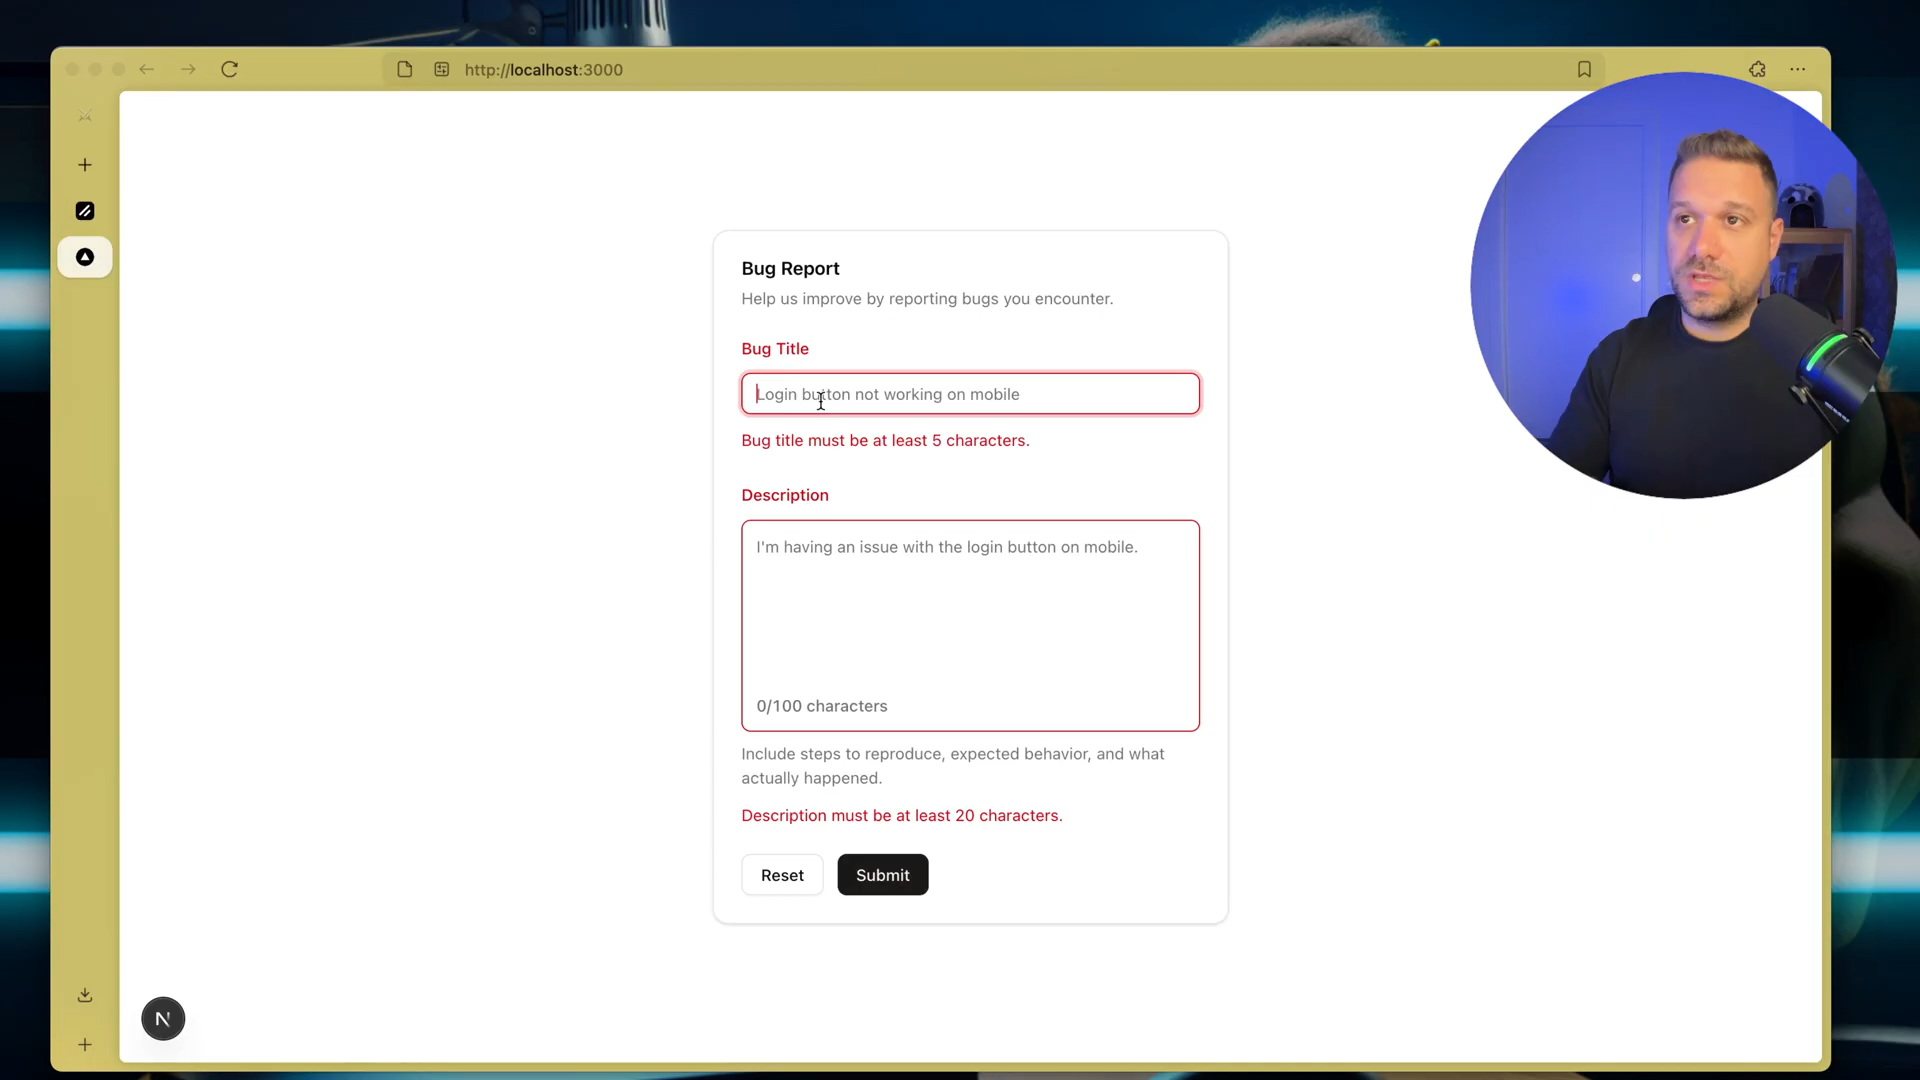 http://localhost:3000
Bug Report
Help us improve by reporting bugs you encounter.
Bug Title
Login button not working on mobile
Bug title must be at least 5 characters.
Description
I'm having an issue with the login button on mobile.
0/100 characters
Include steps to reproduce, expected behavior, and what
actually happened.
Description must be at least 20 characters.
Reset
Submit
N